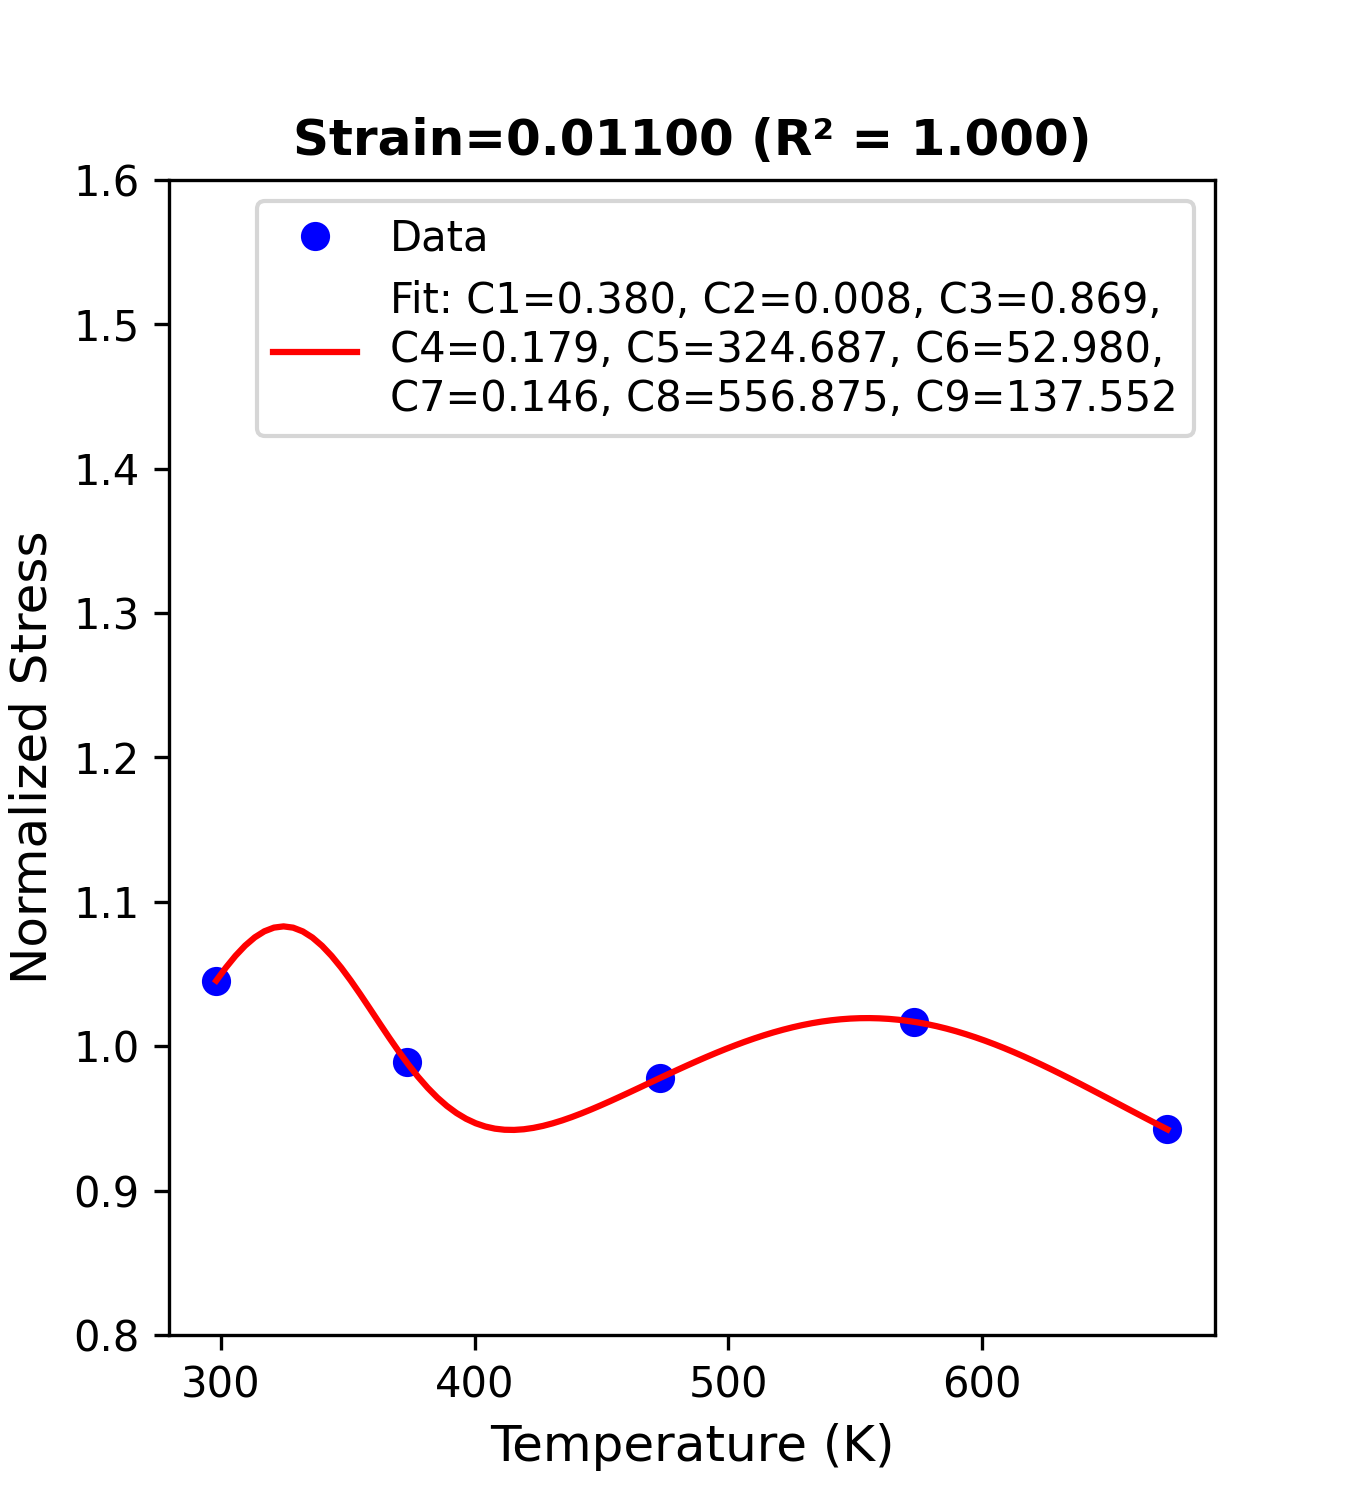 Strain=0.01100 (R² = 1.000)
1.6
1.5
1.4
1.3
1.2
1.1
1.0
0.9
0.8
Normalized Stress
Data
Fit: C1=0.380, C2=0.008, C3=0.869,
C4=0.179, C5=324.687, C6=52.980,
C7=0.146, C8=556.875, C9=137.552
300 400 500 600
Temperature (K)